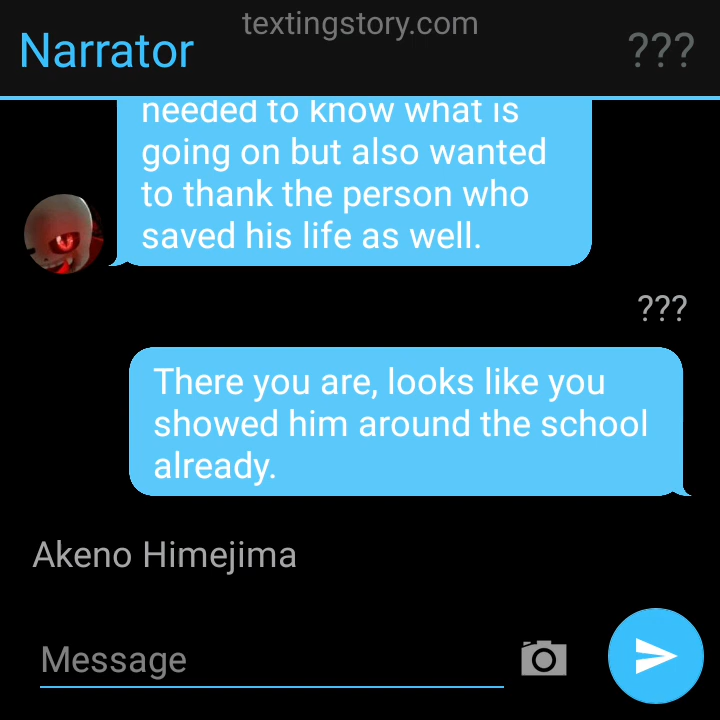 textingstory.com
Narrator
???
needed to know what is
going on but also wanted
to thank the person who
saved his life as well.
???
There you are, looks like you
showed him around the school
already.
Akeno Himejima
Message